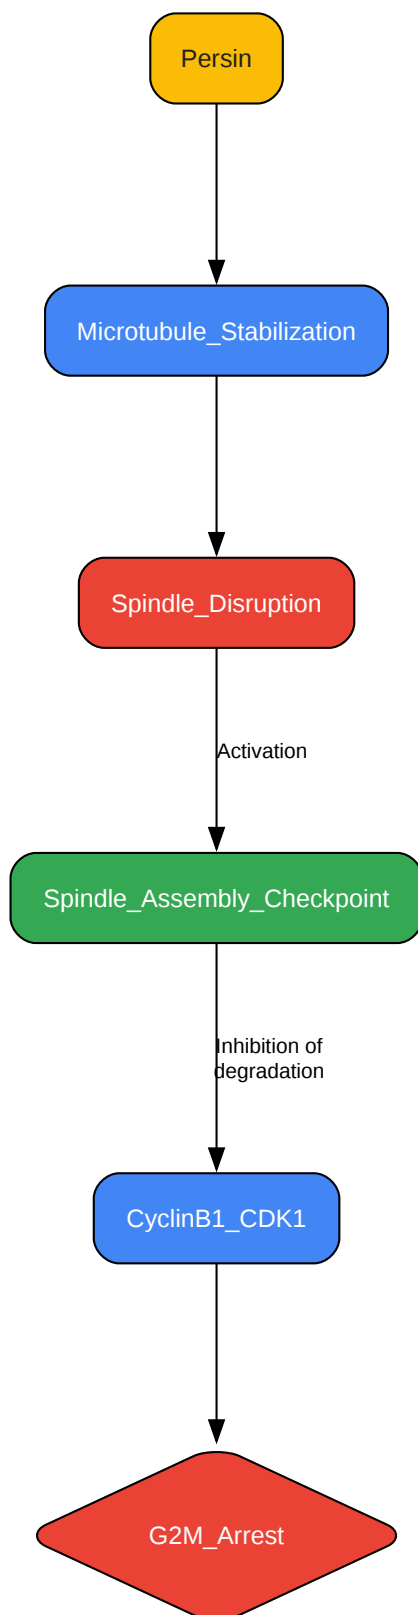 Persin
Microtubule_Stabilization
Spindle_Disruption
Activation
Spindle_Assembly_Checkpoint
Inhibition of
degradation
CyclinB1_CDK1
G2M_Arrest